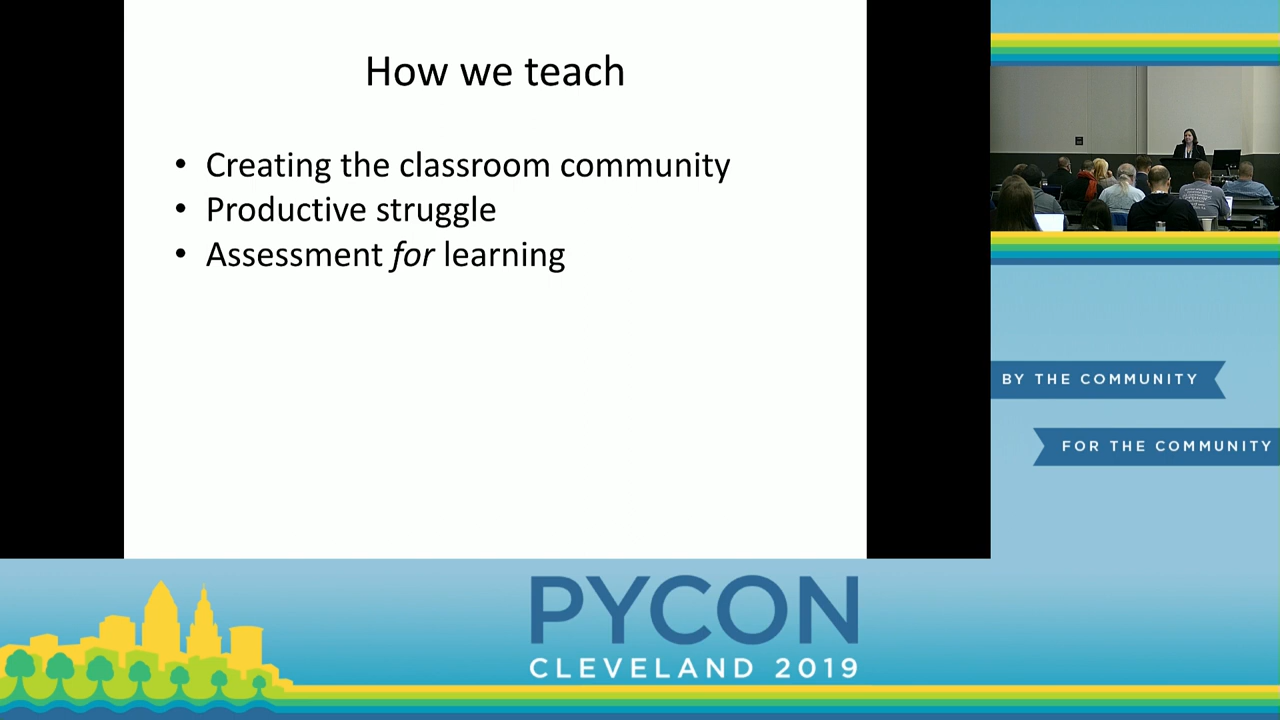 How we teach
• Creating the classroom community
• Productive struggle
• Assessment for learning
BY THE COMMUNITY
FOR THE COMMUNITY
PYCON
CLEVELAND 2019